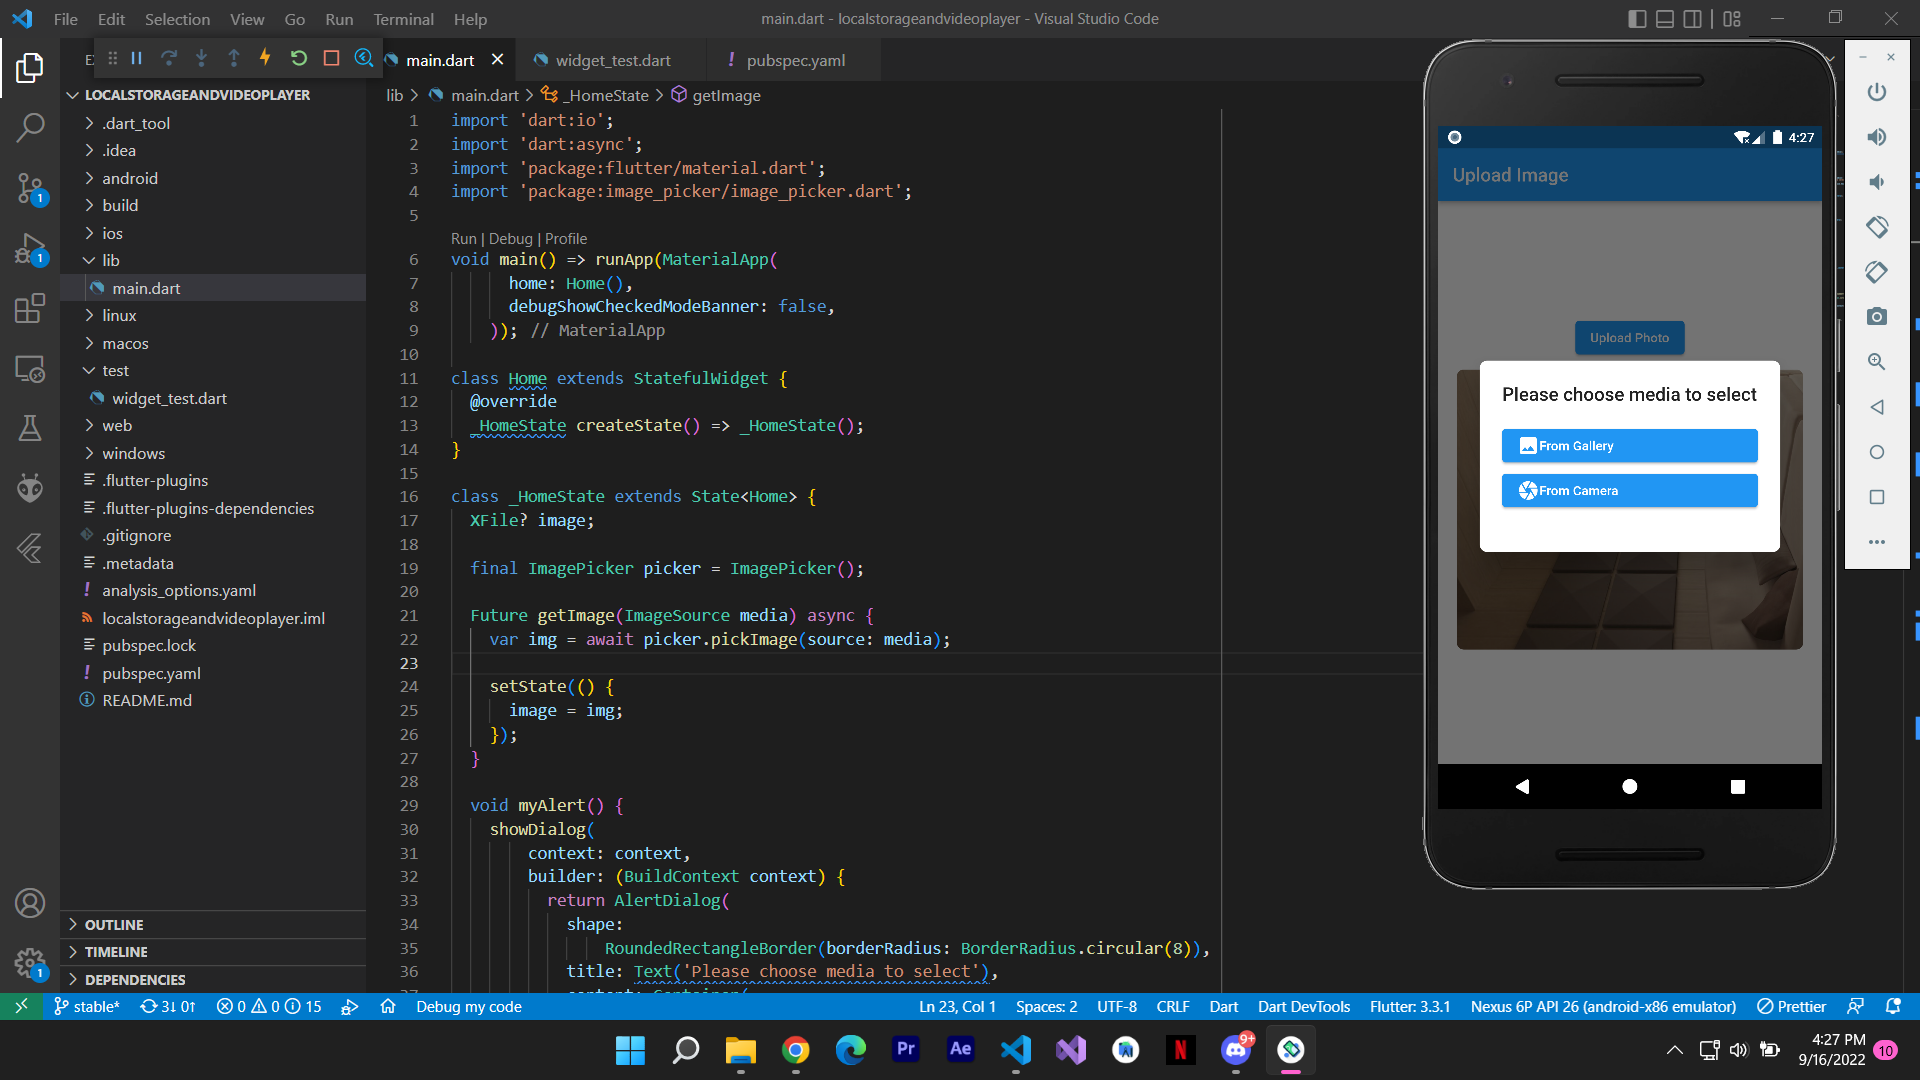 File Edit Selection View Go Run Terminal Help
main.dart - localstorageandvideoplayer - Visual Studio Code
main.dart
widget_test.dart
! pubspec.yaml
LOCALSTORAGEANDVIDEOPLAYER
.dart_tool
.idea
android
build
ios
lib
main.dart
linux
macos
test
widget_test.dart
web
windows
.flutter-plugins
.flutter-plugins-dependencies
.gitignore
.metadata
! analysis_options.yaml
localstorageandvideoplayer.iml
pubspec.lock
! pubspec.yaml
README.md
OUTLINE
TIMELINE
DEPENDENCIES
1
1
1
lib > main.dart > _HomeState > getImage
1 import 'dart:io';
2 import 'dart:async';
3 import 'package:flutter/material.dart';
4 import 'package:image_picker/image_picker.dart';
5
Run | Debug | Profile
6 void main() => runApp(MaterialApp(
7 home: Home(),
8 debugShowCheckedModeBanner: false,
9 )); // MaterialApp
10
11 class Home extends StatefulWidget {
12 @override
13 _HomeState createState() => _HomeState();
14 }
15
16 class _HomeState extends State<Home> {
17 XFile? image;
18
19 final ImagePicker picker = ImagePicker();
20
21 Future getImage(ImageSource media) async {
22 var img = await picker.pickImage(source: media);
23
24 setState(() {
25 image = img;
26 });
27 }
28
29 void myAlert() {
30 showDialog(
31 context: context,
32 builder: (BuildContext context) {
33 return AlertDialog(
34 shape:
35 RoundedRectangleBorder(borderRadius: BorderRadius.circular(8)),
36 title: Text('Please choose media to select'),
4:27
Upload Image
Upload Photo
Please choose media to select
From Gallery
From Camera
stable* 3↓ 0↑ 0 0 15 Debug my code
Ln 23, Col 1 Spaces: 2 UTF-8 CRLF Dart Dart DevTools Flutter: 3.3.1 Nexus 6P API 26 (android-x86 emulator) Prettier
Pr
Ae
N
9+
4:27 PM
9/16/2022
10